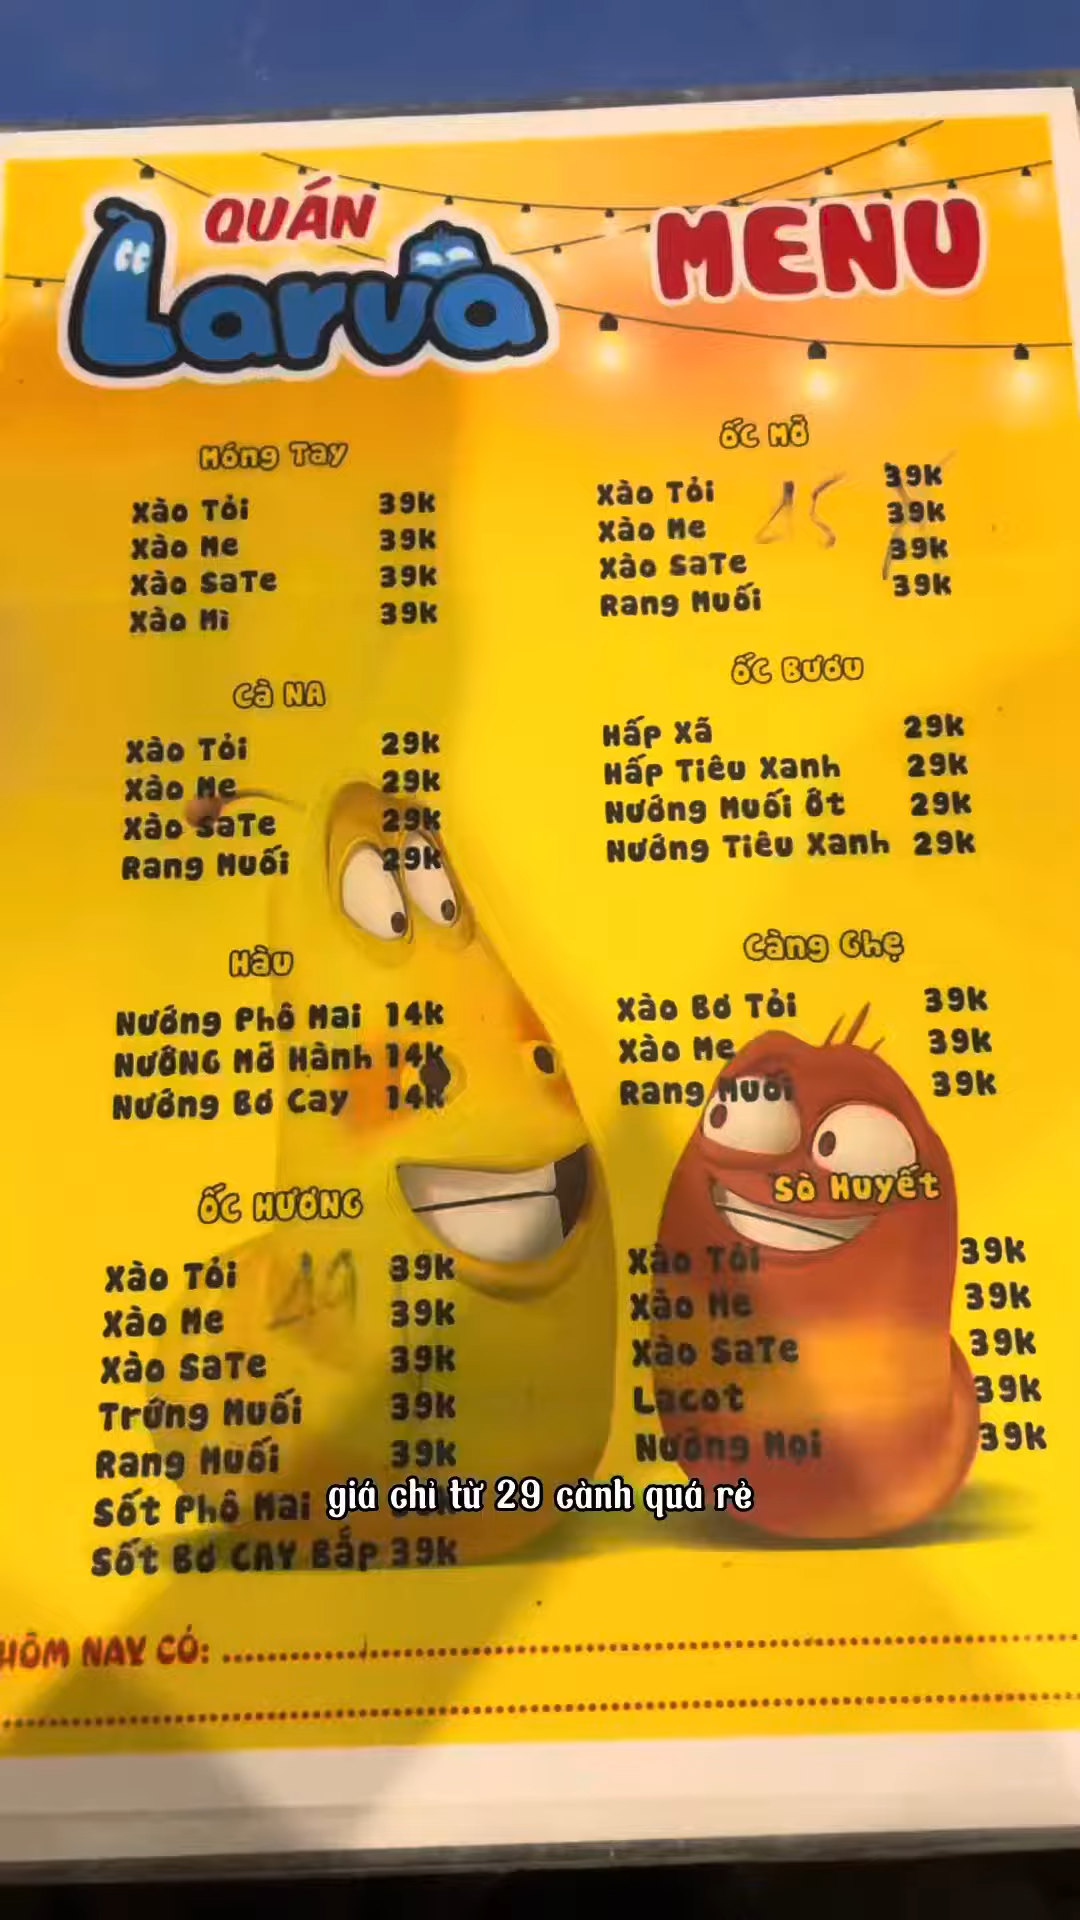 QUÁN
Larva
MENU
Móng Tay
Xào Tỏi 39k
Xào Me 39k
Xào SaTe 39k
Xào Mì 39k
Cà NA
Xào Tỏi 29k
Xào Me 29k
Xào SaTe 29k
Rang Muối 29k
Hàu
Nướng Phô Mai 14k
NướNG Mỡ Hành 14k
Nướng Bơ Cay 14k
ỐC HƯƠNG
Xào Tỏi 39k
Xào Me 39k
Xào SaTe 39k
Trứng Muối 39k
Rang Muối 39k
Sốt Phô Mai
Sốt Bơ CAY Bắp 39k
ỐC MỠ
Xào Tỏi 39k
Xào Me 39k
Xào SaTe 39k
Rang Muối 39k
ỐC BƯƠU
Hấp Xã 29k
Hấp Tiêu Xanh 29k
Nướng Muối Ớt 29k
Nướng Tiêu Xanh 29k
Càng Ghẹ
Xào Bơ Tỏi 39k
Xào Me 39k
Rang Muối 39k
Sò Huyết
Xào Tỏi 39k
Xào Me 39k
Xào SaTe 39k
Lacot 39k
Nướng Mọi 39k
giá chỉ từ 29 cành quá rẻ
HÔM NAY CÓ: